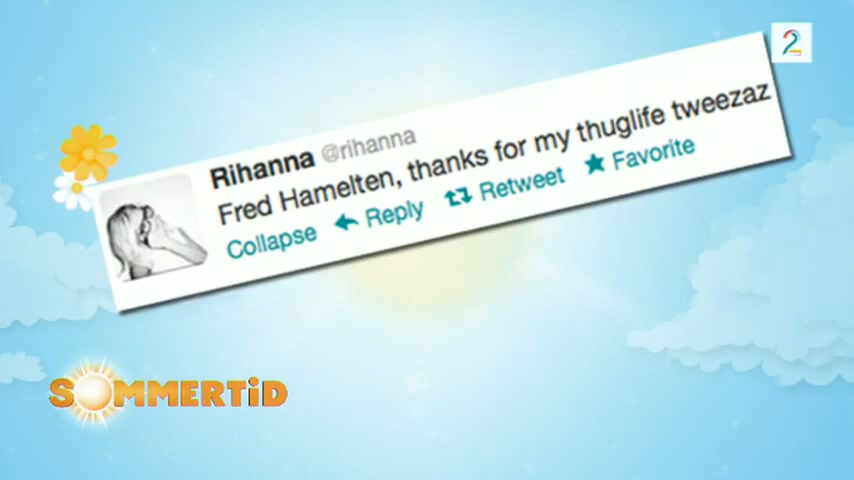 2
Rihanna @rihanna
Fred Hamelten, thanks for my thuglife tweezaz
Collapse Reply Retweet Favorite
SOMMERTiD